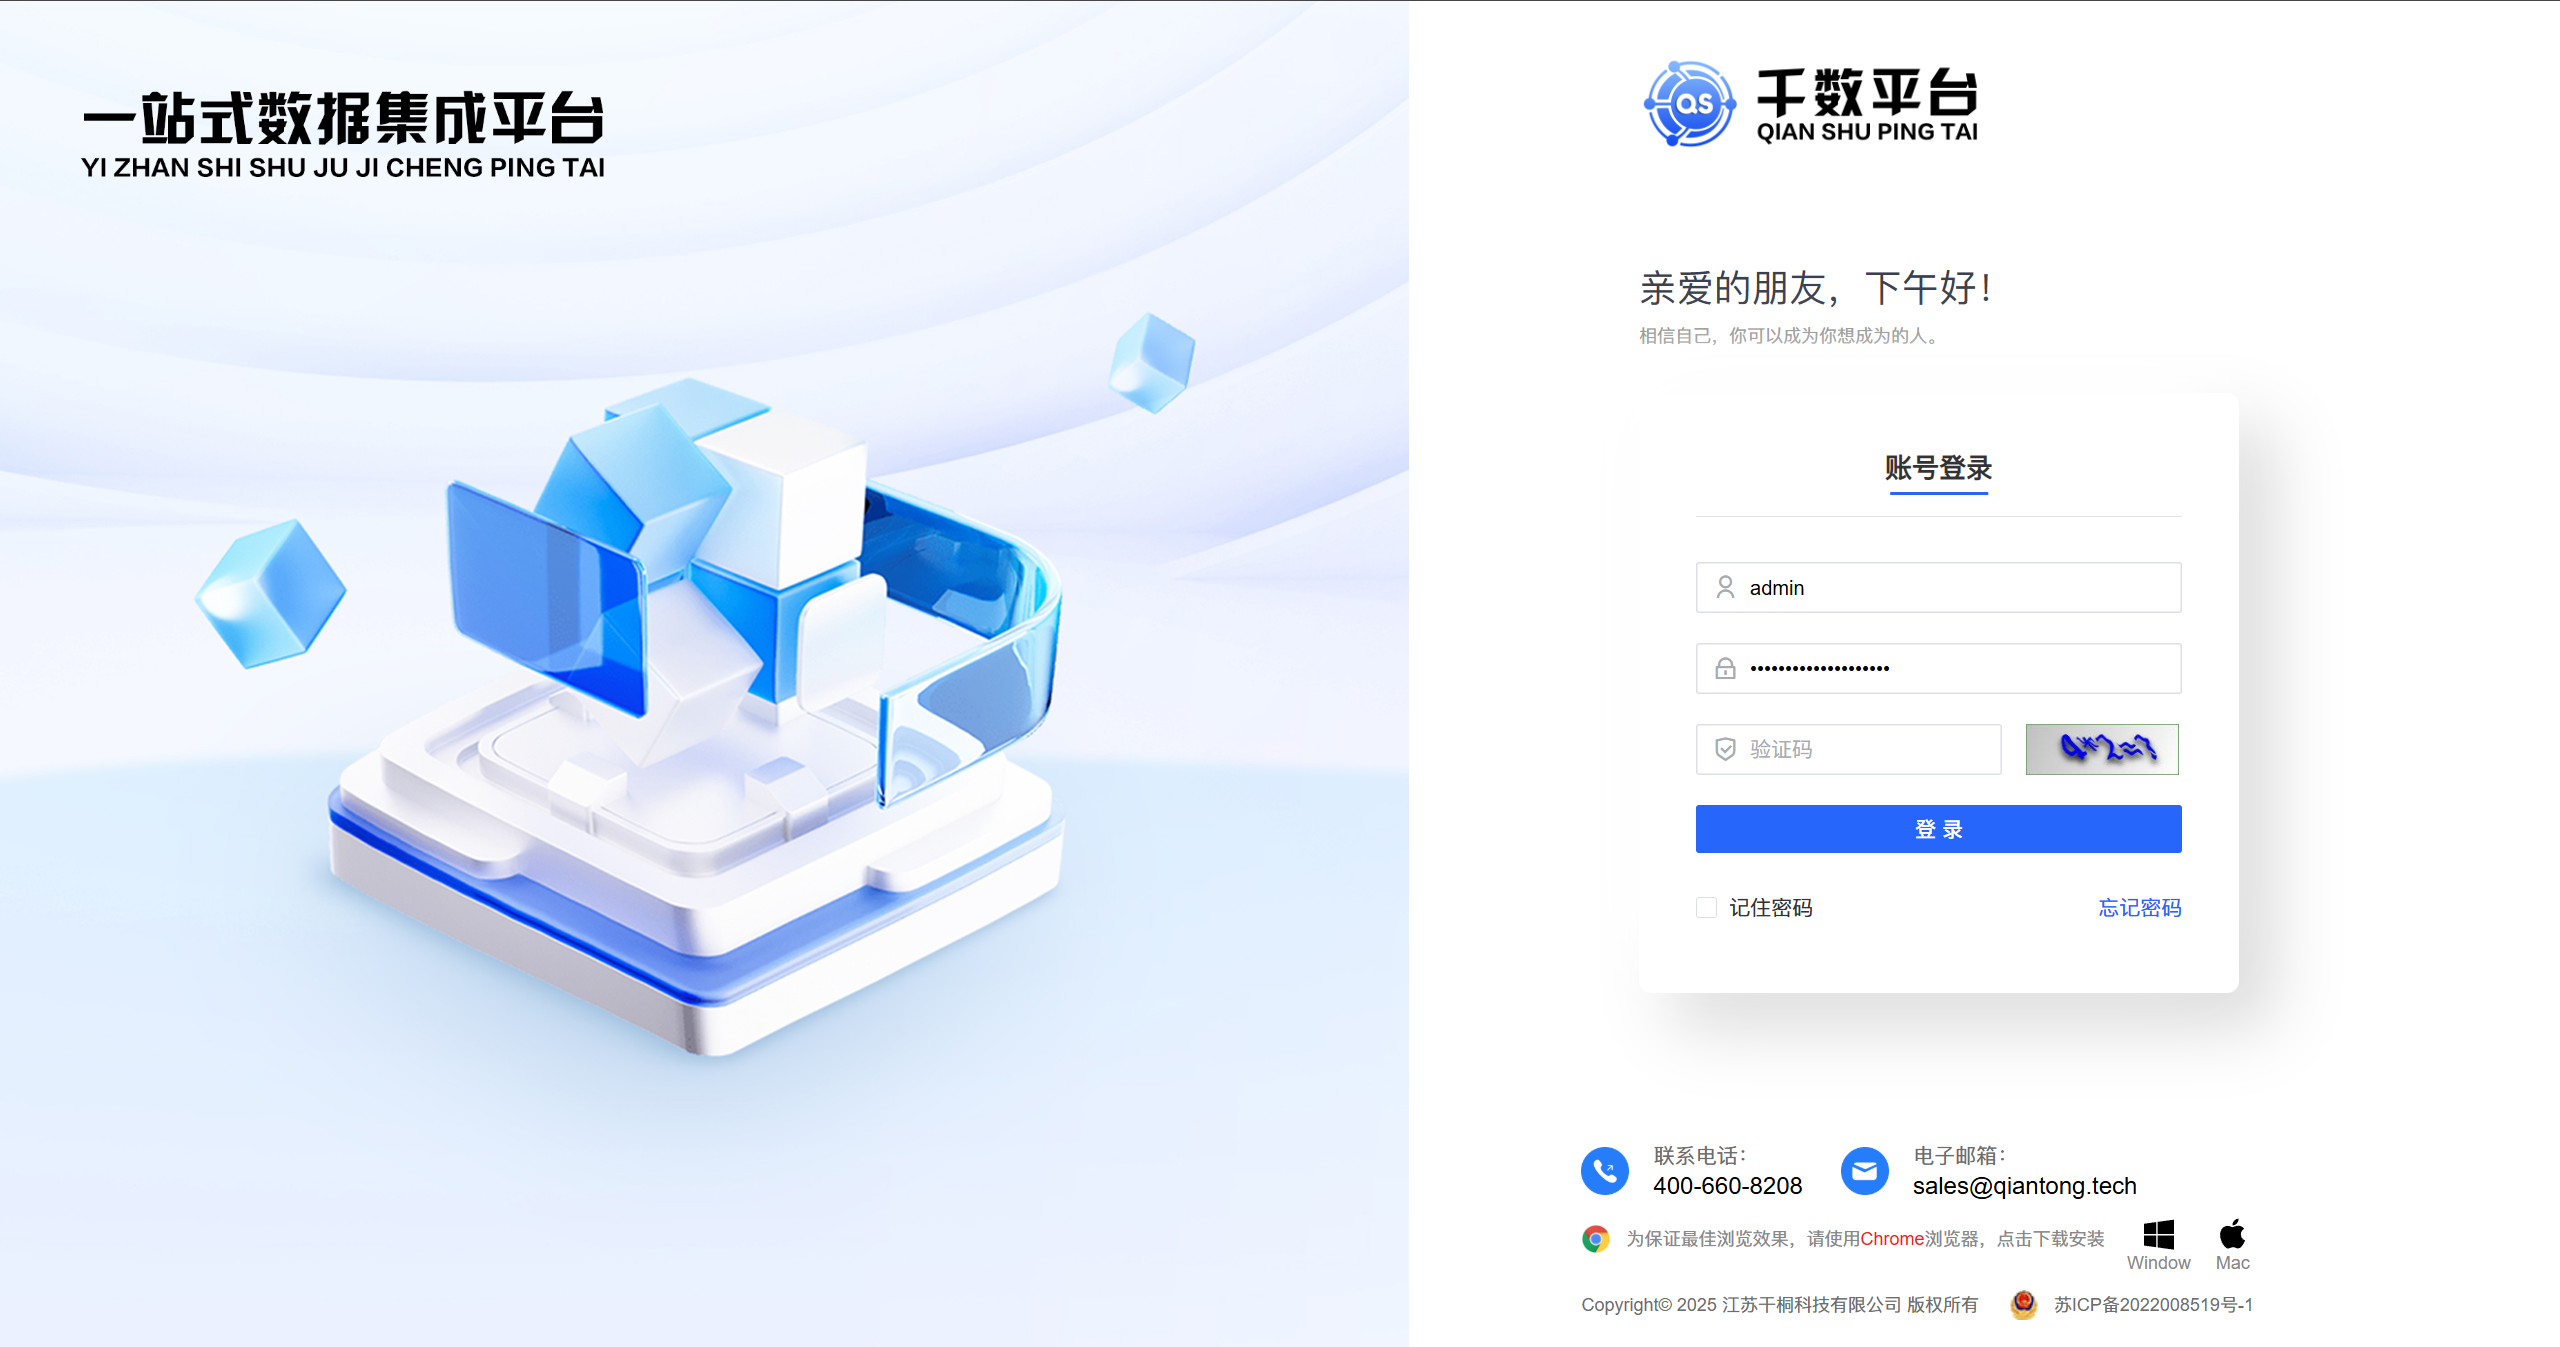 一站式数据集成平台
YI ZHAN SHI SHU JU JI CHENG PING TAI
QS
千数平台
QIAN SHU PING TAI
亲爱的朋友，下午好！
相信自己，你可以成为你想成为的人。
账号登录
admin
••••••••••••••••••••
验证码
登 录
记住密码
忘记密码
联系电话：
400-660-8208
电子邮箱：
sales@qiantong.tech
为保证最佳浏览效果，请使用Chrome浏览器，点击下载安装
Window
Mac
Copyright© 2025 江苏千桐科技有限公司 版权所有
苏ICP备2022008519号-1